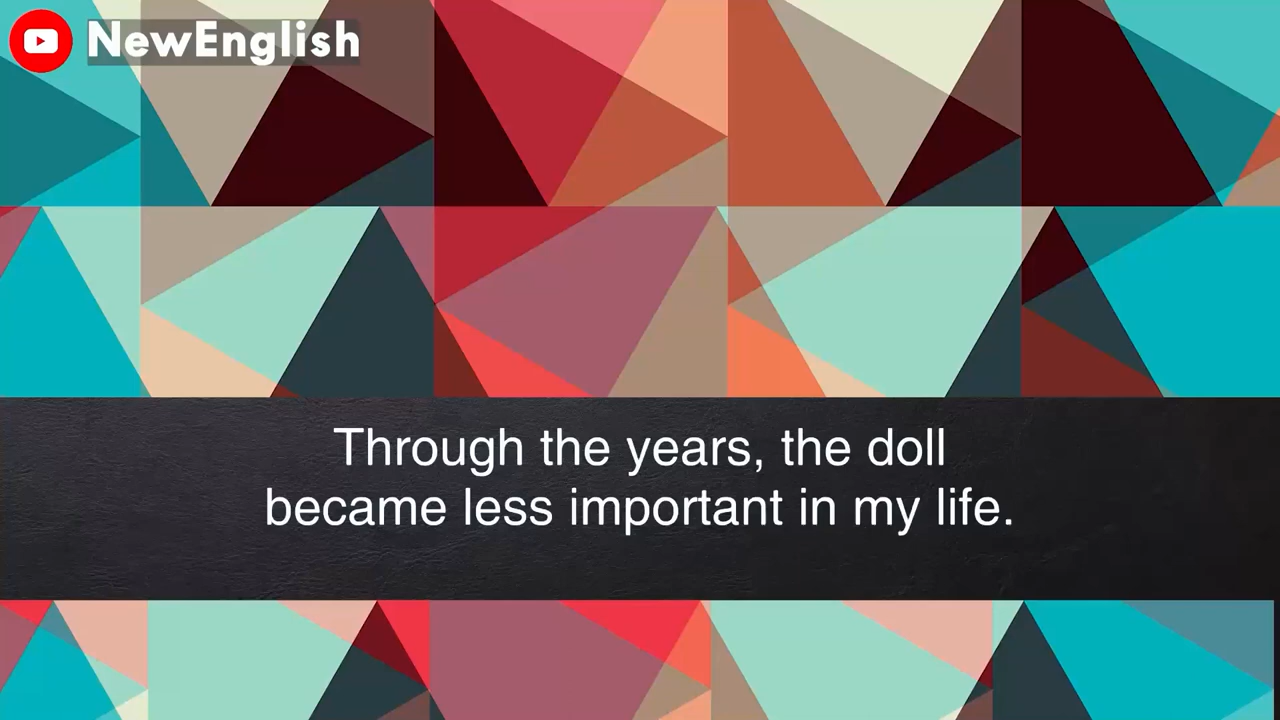 NewEnglish
Through the years, the doll
became less important in my life.